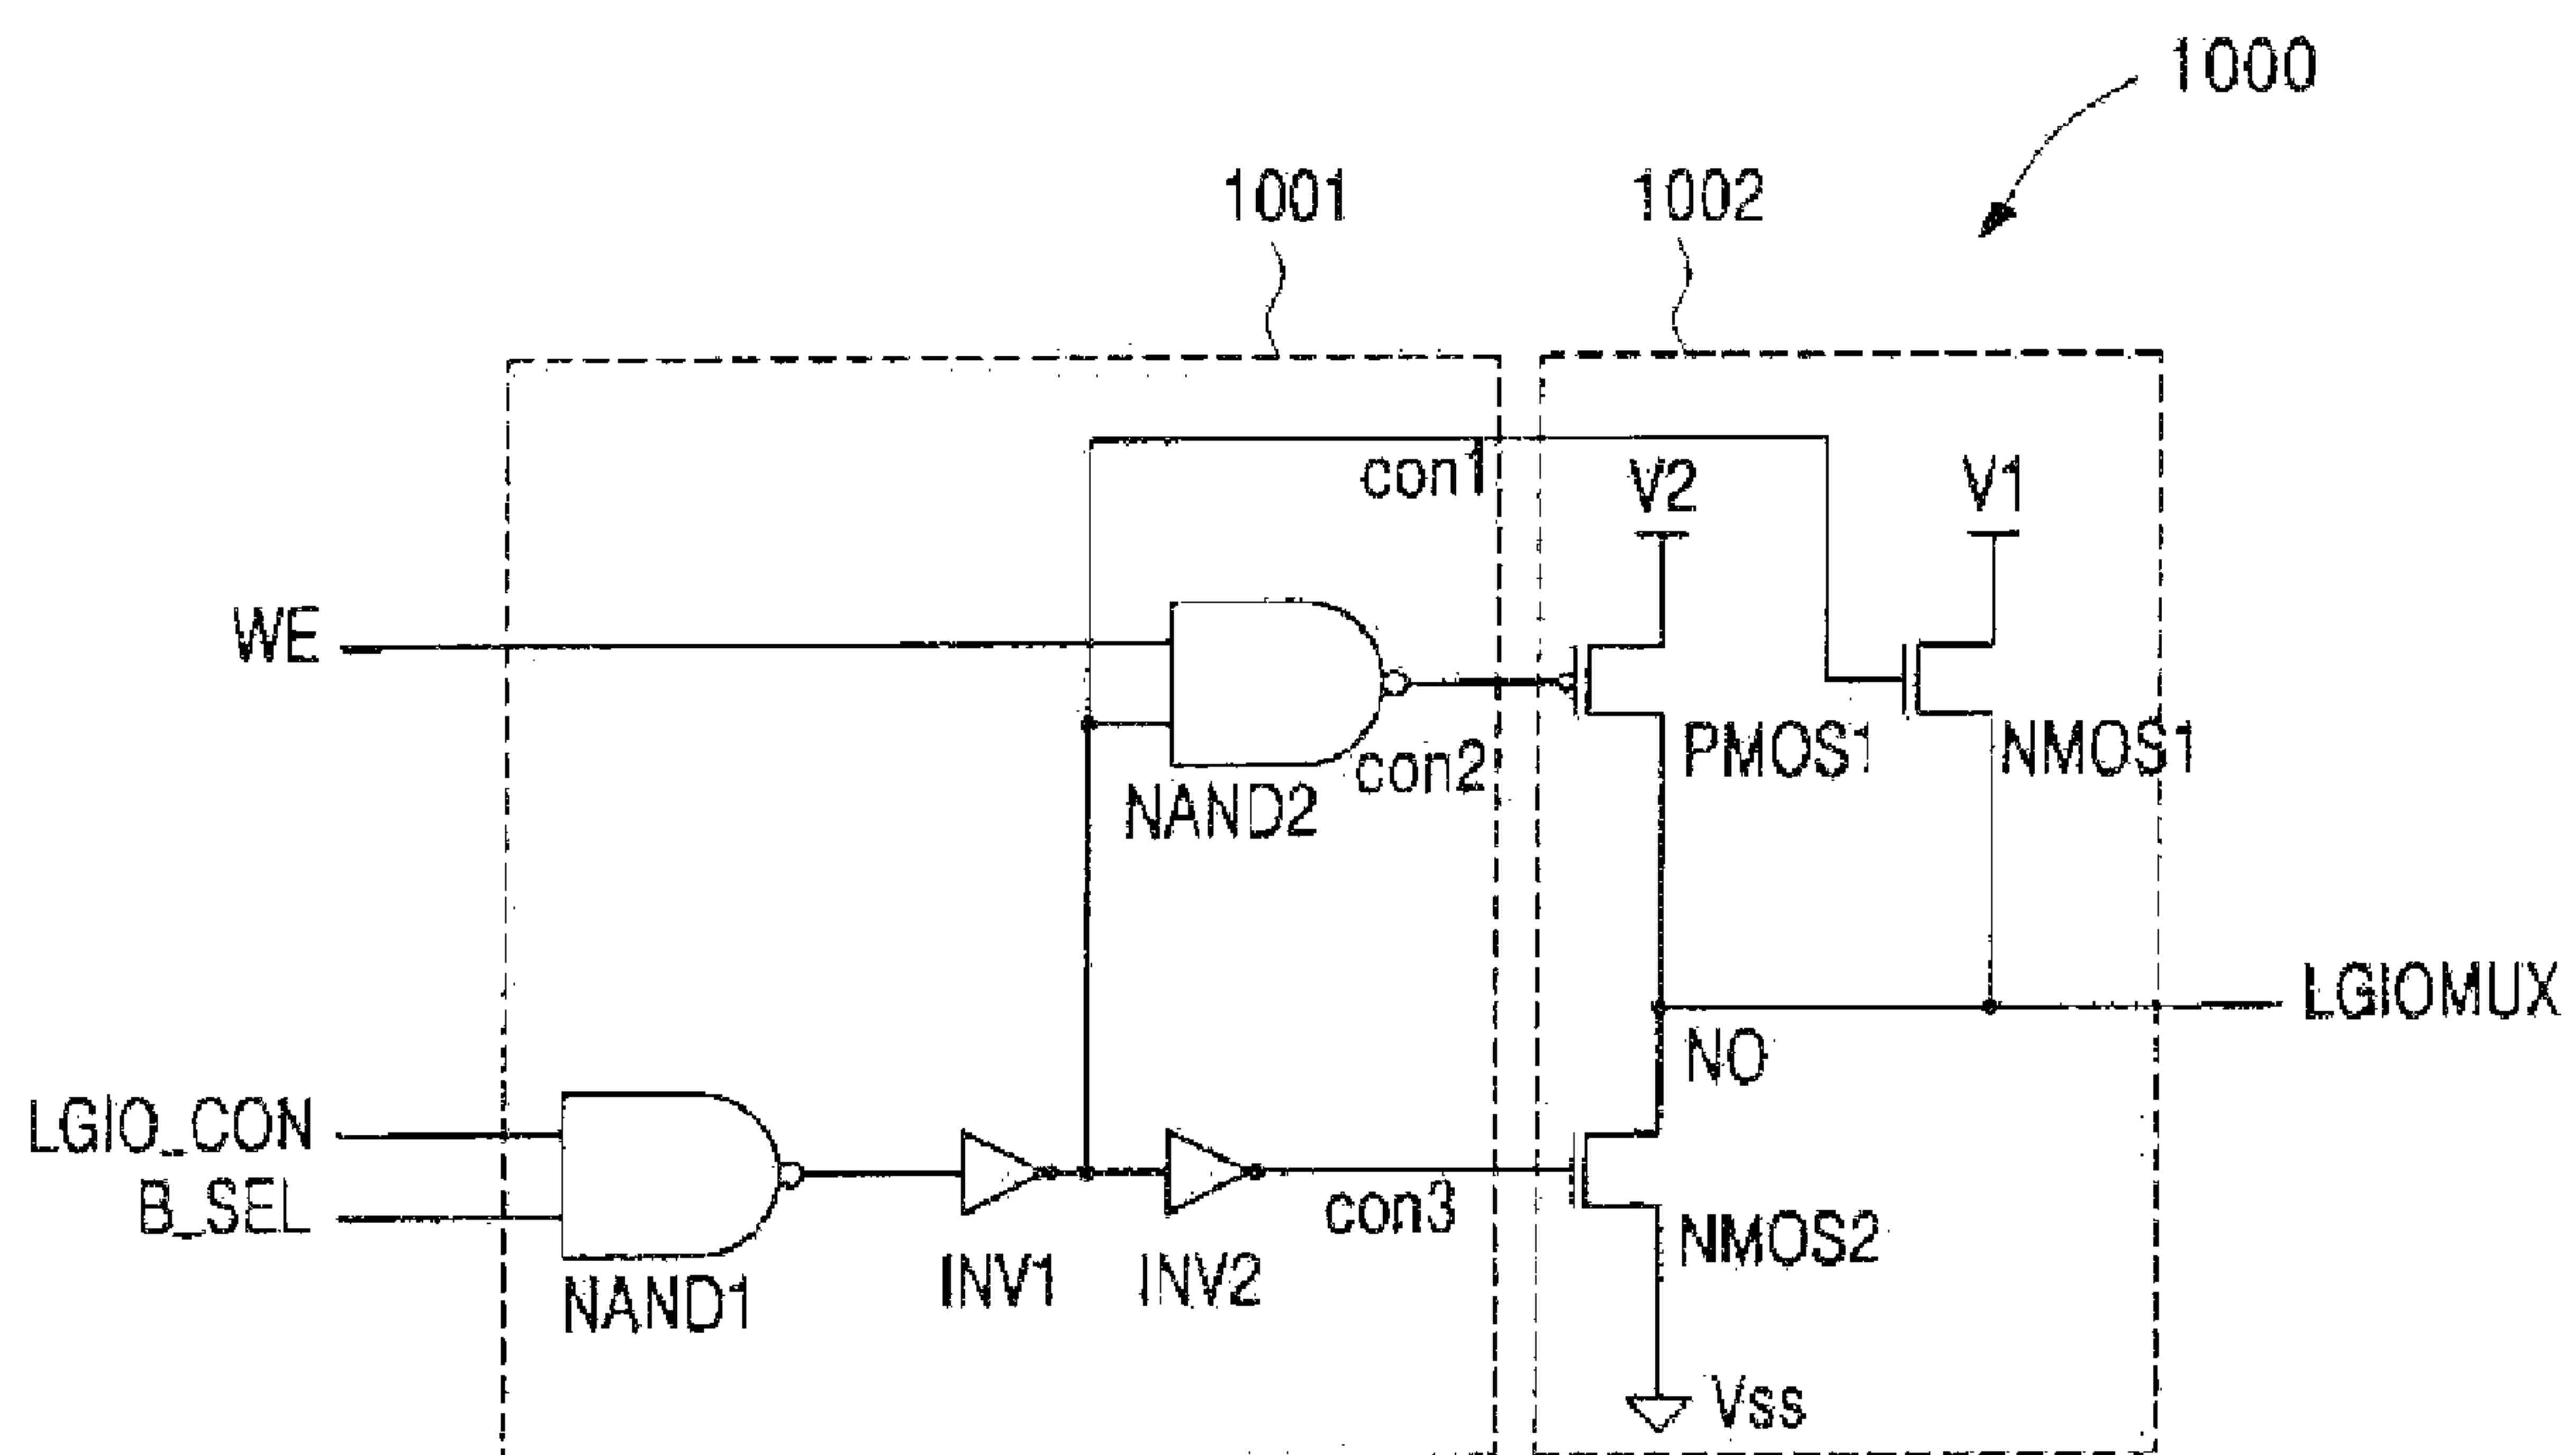 1000
1001
1002
con1
V2
V1
WE
PMOS1
NMOS1
con2
NAND2
LGIOMUX
NO
LGIO_CON
B_SEL
con3
NMOS2
INV1
INV2
NAND1
Vss